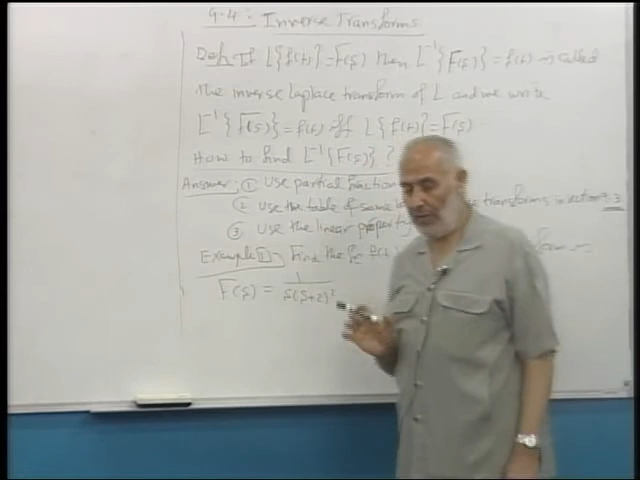 9.4: Inverse Transforms
Def: If L{f(t)} = F(s) then L⁻¹{F(s)} = f(t) is called
the inverse Laplace transform of L and we write
L⁻¹{F(s)} = f(t) iff L{f(t)} = F(s)
How to find L⁻¹{F(s)} ?
Answer: ① Use partial fraction
② Use the table of some transforms in section 9.3
③ Use the linear property
Example 1: Find the fn f(t)
F(s) = 1 / s(s+2)²